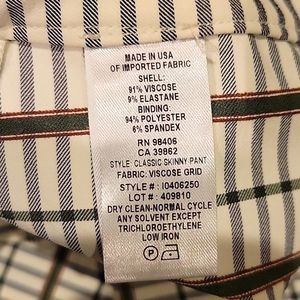 MADE IN USA
OF IMPORTED FABRIC
SHELL:
91% VISCOSE
9% ELASTANE
BINDING:
94% POLYESTER
6% SPANDEX
RN 98406
CA 39862
STYLE: CLASSIC SKINNY PANT
FABRIC: VISCOSE GRID
STYLE# : I0406250
LOT# : 409810
DRY CLEAN-NORMAL CYCLE
ANY SOLVENT EXCEPT
TRICHLOROETHYLENE
LOW IRON
P